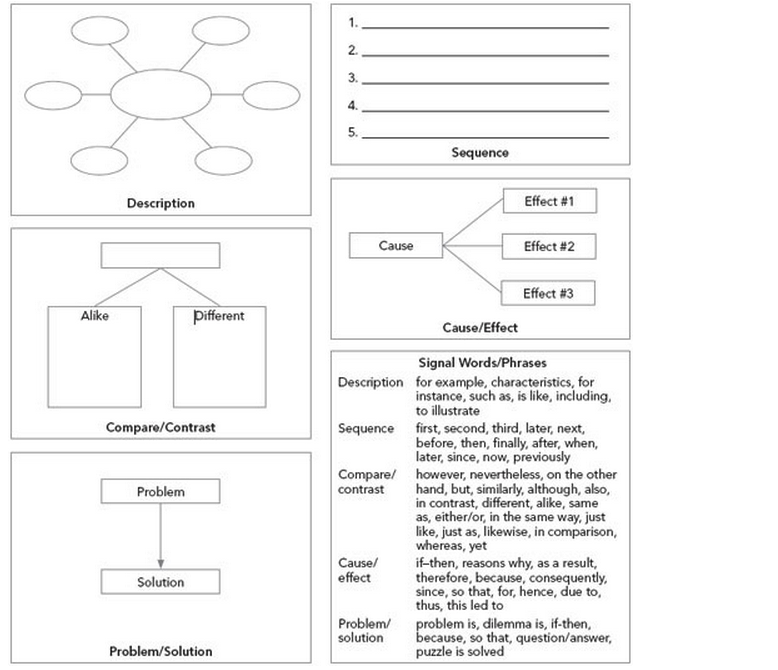 Description
Alike
Different
Compare/Contrast
Problem
Solution
Problem/Solution
1.
2.
3.
4.
5.
Sequence
Cause
Effect #1
Effect #2
Effect #3
Cause/Effect
Signal Words/Phrases
Description for example, characteristics, for
instance, such as, is like, including,
to illustrate
Sequence first, second, third, later, next,
before, then, finally, after, when,
later, since, now, previously
Compare/ however, nevertheless, on the other
contrast hand, but, similarly, although, also,
in contrast, different, alike, same
as, either/or, in the same way, just
like, just as, likewise, in comparison,
whereas, yet
Cause/ if–then, reasons why, as a result,
effect therefore, because, consequently,
since, so that, for, hence, due to,
thus, this led to
Problem/ problem is, dilemma is, if-then,
solution because, so that, question/answer,
puzzle is solved